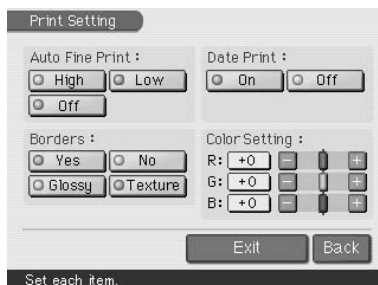 Print Setting
Auto Fine Print :
High Low
Off
Date Print :
On Off
Borders :
Yes No
Glossy Texture
Color Setting :
R: +0 - +
G: +0 - +
B: +0 - +
Exit Back
Set each item.